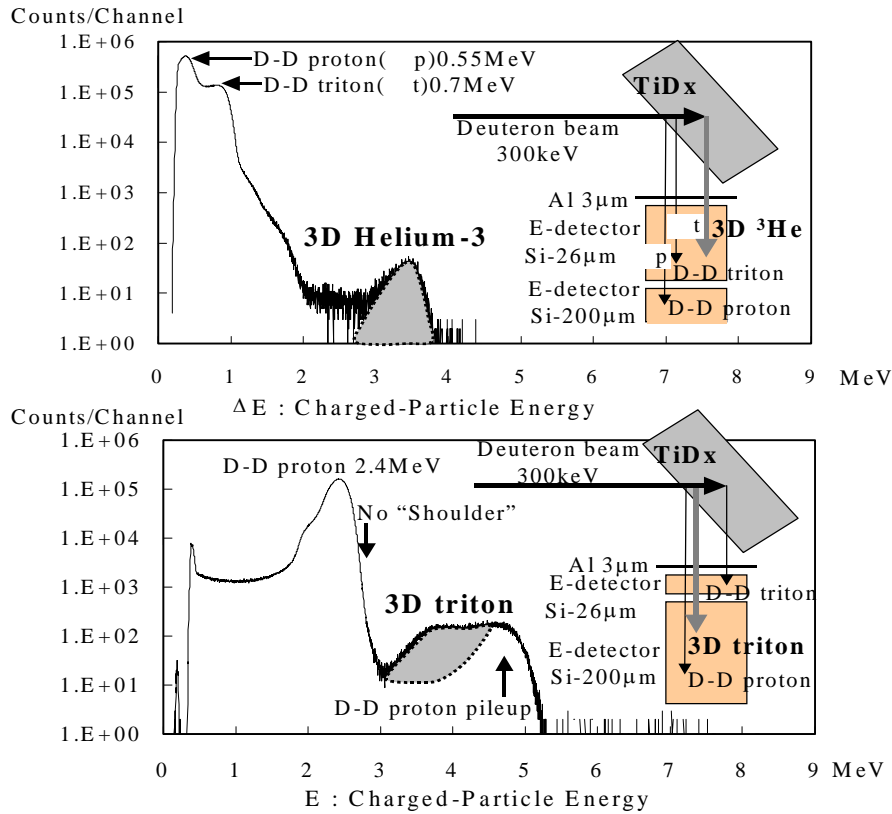 Counts/Channel
1.E+06
1.E+05
1.E+04
1.E+03
1.E+02
1.E+01
1.E+00
D-D proton( p)0.55MeV
D-D triton( t)0.7MeV
3D Helium-3
TiDx
Deuteron beam
300keV
Al 3μm
E-detector
Si-26μm
t
3D ³He
p
D-D triton
E-detector
Si-200μm
D-D proton
0 1 2 3 4 5 6 7 8 9 MeV
ΔE : Charged-Particle Energy
Counts/Channel
1.E+06
1.E+05
1.E+04
1.E+03
1.E+02
1.E+01
1.E+00
D-D proton 2.4MeV
No “Shoulder”
3D triton
D-D proton pileup
Deuteron beam
300keV
TiDx
Al 3μm
E-detector
Si-26μm
D-D triton
E-detector
Si-200μm
3D triton
D-D proton
0 1 2 3 4 5 6 7 8 9 MeV
E : Charged-Particle Energy